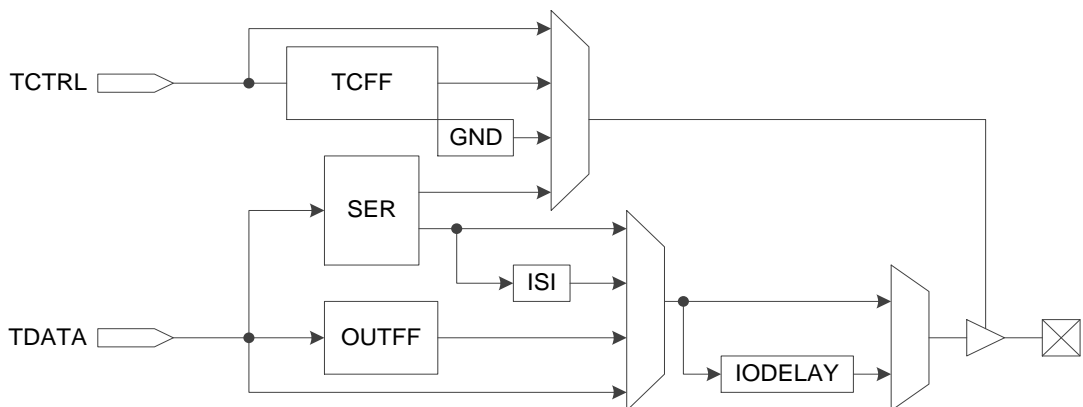 TCTRL
TCFF
GND
SER
ISI
TDATA
OUTFF
IODELAY